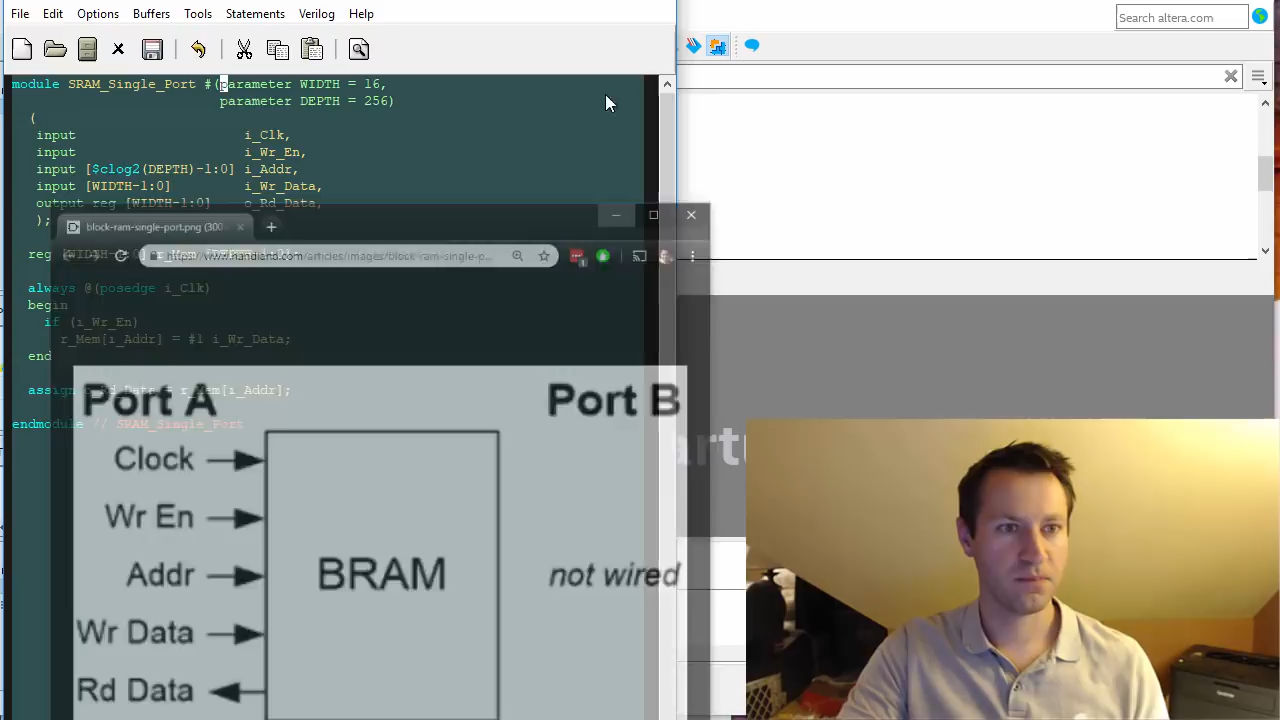 File Edit Options Buffers Tools Statements Verilog Help
Search altera.com
module SRAM_Single_Port #(parameter WIDTH = 16,
parameter DEPTH = 256)
(
input i_Clk,
input i_Wr_En,
input [$clog2(DEPTH)-1:0] i_Addr,
input [WIDTH-1:0] i_Wr_Data,
output reg [WIDTH-1:0] o_Rd_Data,
);
block-ram-single-port.png (300
always @(posedge i_Clk)
begin
if (i_Wr_En)
r_Mem[i_Addr] = #1 i_Wr_Data;
end
endmodule // SRAM_Single_Port
Port A
Port B
Clock
Wr En
Addr
BRAM
not wired
Wr Data
Rd Data